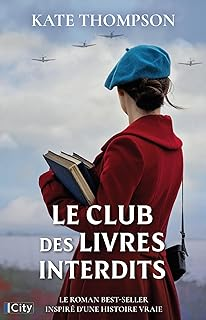 KATE THOMPSON
LE CLUB
DES LIVRES
INTERDITS
LE ROMAN BEST-SELLER
INSPIRÉ D'UNE HISTOIRE VRAIE
City